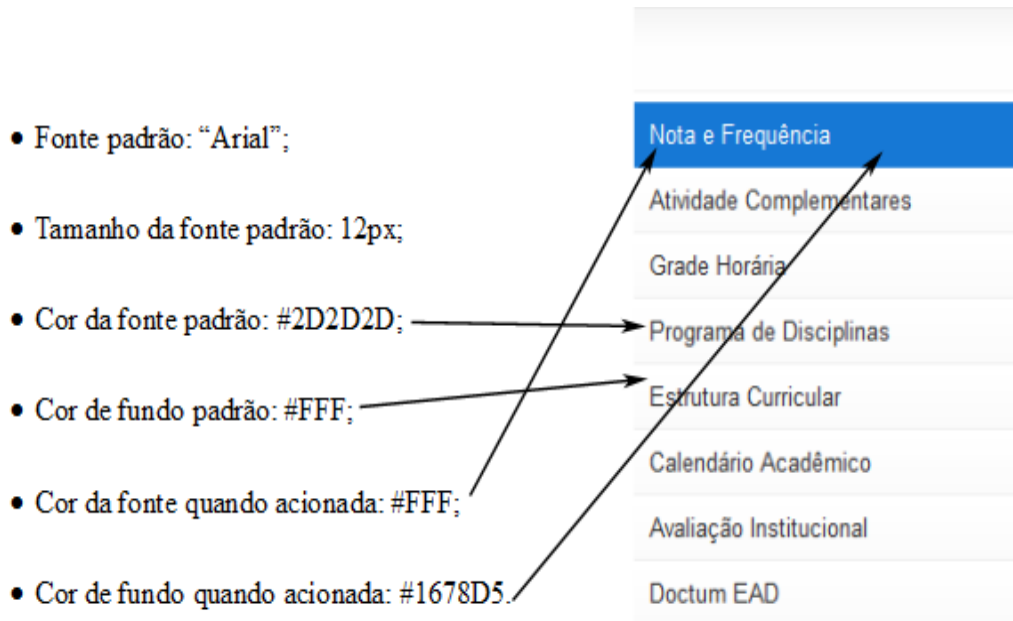 • Fonte padrão: “Arial”;
• Tamanho da fonte padrão: 12px;
• Cor da fonte padrão: #2D2D2D;
• Cor de fundo padrão: #FFF;
• Cor da fonte quando acionada: #FFF;
• Cor de fundo quando acionada: #1678D5.
Nota e Frequência
Atividade Complementares
Grade Horária
Programa de Disciplinas
Estrutura Curricular
Calendário Acadêmico
Avaliação Institucional
Doctum EAD